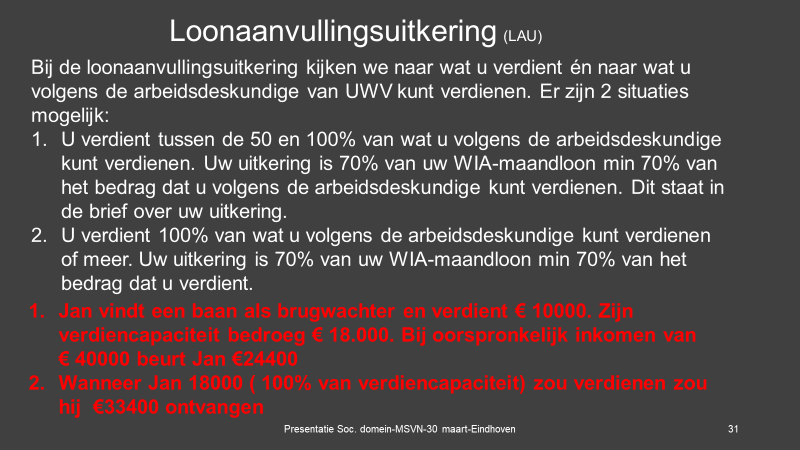 Loonaanvullingsuitkering (LAU)
Bij de loonaanvullingsuitkering kijken we naar wat u verdient én naar wat u
volgens de arbeidsdeskundige van UWV kunt verdienen. Er zijn 2 situaties
mogelijk:
1. U verdient tussen de 50 en 100% van wat u volgens de arbeidsdeskundige
kunt verdienen. Uw uitkering is 70% van uw WIA-maandloon min 70% van
het bedrag dat u volgens de arbeidsdeskundige kunt verdienen. Dit staat in
de brief over uw uitkering.
2. U verdient 100% van wat u volgens de arbeidsdeskundige kunt verdienen
of meer. Uw uitkering is 70% van uw WIA-maandloon min 70% van het
bedrag dat u verdient.
1. Jan vindt een baan als brugwachter en verdient € 10000. Zijn
verdiencapaciteit bedroeg € 18.000. Bij oorspronkelijk inkomen van
€ 40000 beurt Jan €24400
2. Wanneer Jan 18000 ( 100% van verdiencapaciteit) zou verdienen zou
hij €33400 ontvangen
Presentatie Soc. domein-MSVN-30 maart-Eindhoven
31